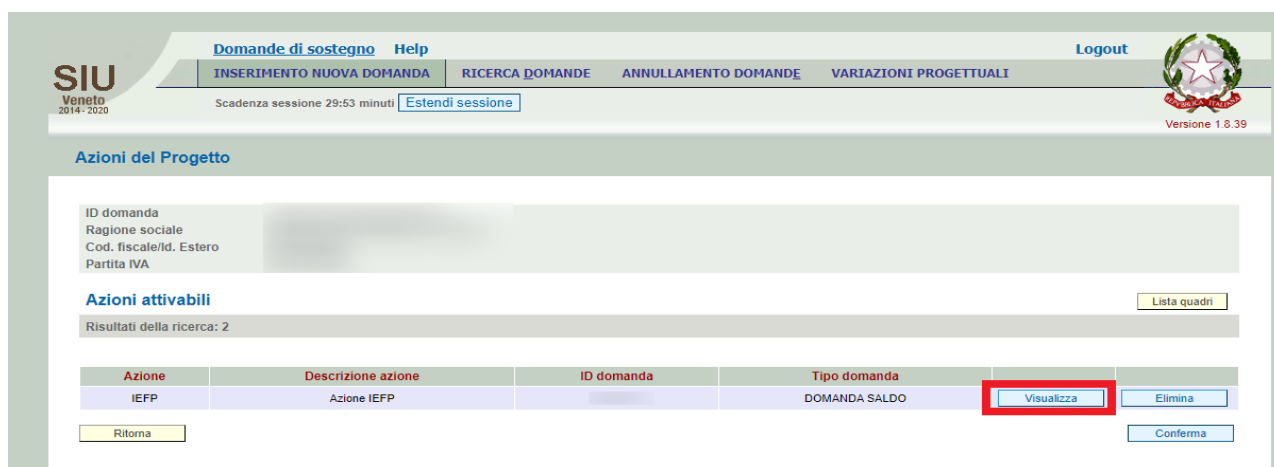 Domande di sostegno Help Logout
SIU
Veneto
2014 - 2020
INSERIMENTO NUOVA DOMANDA RICERCA DOMANDE ANNULLAMENTO DOMANDE VARIAZIONI PROGETTUALI
Scadenza sessione 29:53 minuti Estendi sessione
REPVBBLICA ITALIANA
Versione 1.8.39
Azioni del Progetto
ID domanda
Ragione sociale
Cod. fiscale/Id. Estero
Partita IVA
Azioni attivabili Lista quadri
Risultati della ricerca: 2
Azione Descrizione azione ID domanda Tipo domanda
IEFP Azione IEFP DOMANDA SALDO Visualizza Elimina
Ritorna Conferma